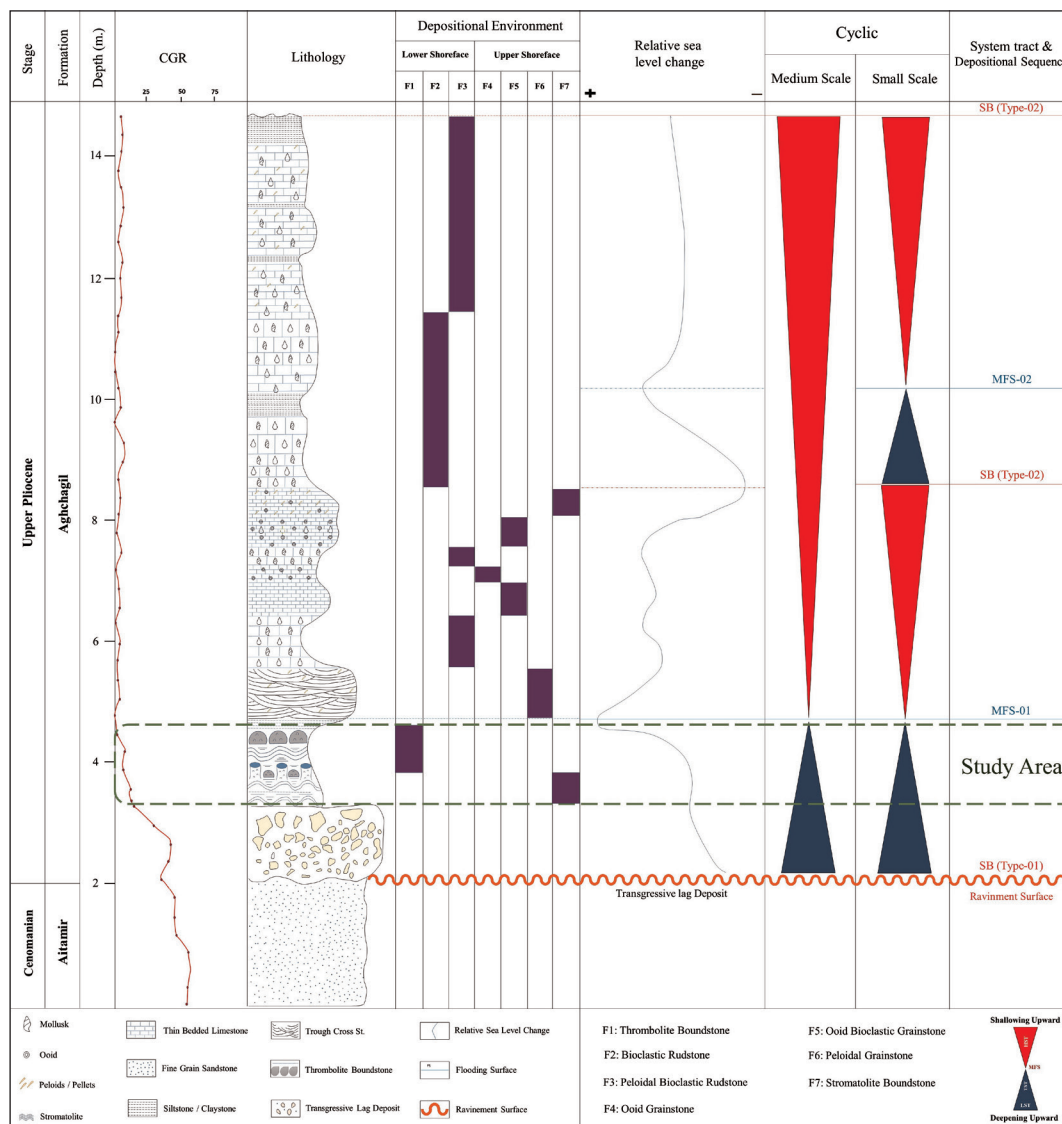 Stage
Formation
Depth (m.)
CGR
25
50
75
Lithology
Depositional Environment
Lower Shoreface
Upper Shoreface
F1
F2
F3
F4
F5
F6
F7
Relative sea
level change
+
−
Cyclic
Medium Scale
Small Scale
System tract &
Depositional Sequence
SB (Type-02)
14
12
10
8
6
4
2
Upper Pliocene
Aghchagil
Cenomanian
Aitamir
MFS-02
SB (Type-02)
MFS-01
Study Area
SB (Type-01)
Transgressive lag Deposit
Ravinment Surface
Mollusk
Ooid
Peloids / Pellets
Stromatolite
Thin Bedded Limestone
Fine Grain Sandstone
Siltstone / Claystone
Trough Cross St.
Thrombolite Boundstone
Transgressive Lag Deposit
Relative Sea Level Change
FS
Flooding Surface
Ravinement Surface
F1: Thrombolite Boundstone
F2: Bioclastic Rudstone
F3: Peloidal Bioclastic Rudstone
F4: Ooid Grainstone
F5: Ooid Bioclastic Grainstone
F6: Peloidal Grainstone
F7: Stromatolite Boundstone
Shallowing Upward
HST
MFS
TST
LST
Deepening Upward